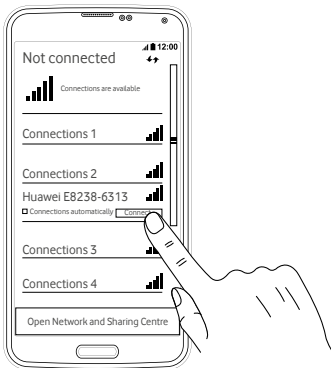 12:00
Not connected
Connections are available
Connections 1
Connections 2
Huawei E8238-6313
Connections automatically Connect
Connections 3
Connections 4
Open Network and Sharing Centre